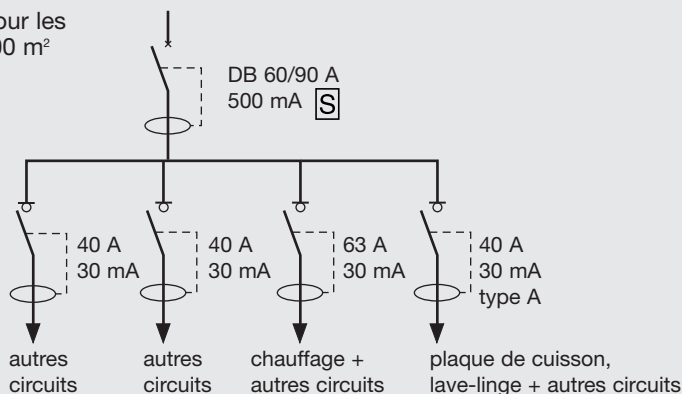 our les
00 m²
DB 60/90 A
500 mA S
40 A
30 mA
40 A
30 mA
63 A
30 mA
40 A
30 mA
type A
autres
circuits
autres
circuits
chauffage +
autres circuits
plaque de cuisson,
lave-linge + autres circuits